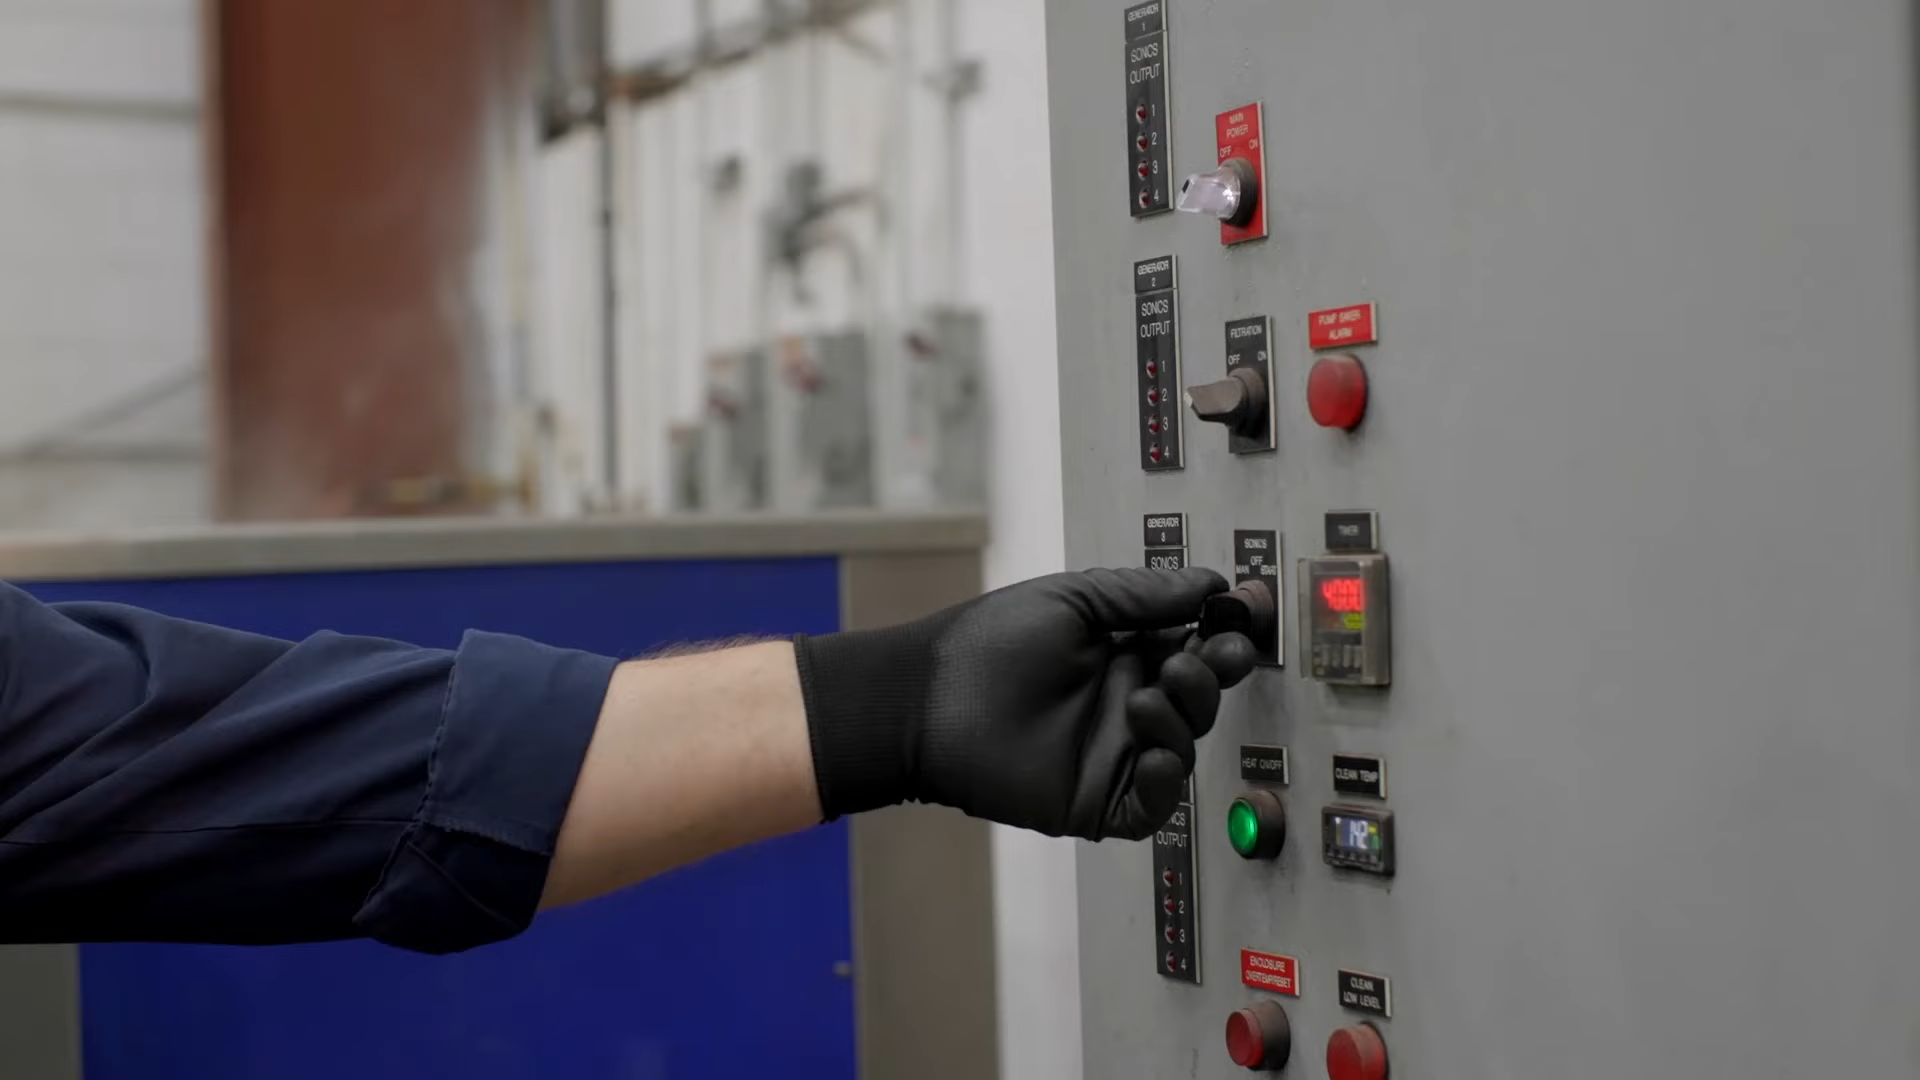 GENERATOR
1
SONICS
OUTPUT
1
2
3
4
MAIN
POWER
OFF ON
GENERATOR
2
SONICS
OUTPUT
1
2
3
4
FILTRATION
OFF ON
PUMP SAVER
ALARM
GENERATOR
3
SONICS
SONICS
OFF
MAN START
TIMER
HEAT ON/OFF
CLEAN TEMP
142
NICS
OUTPUT
1
2
3
4
ENCLOSURE
OVERTEMP/RESET
CLEAN
LOW LEVEL